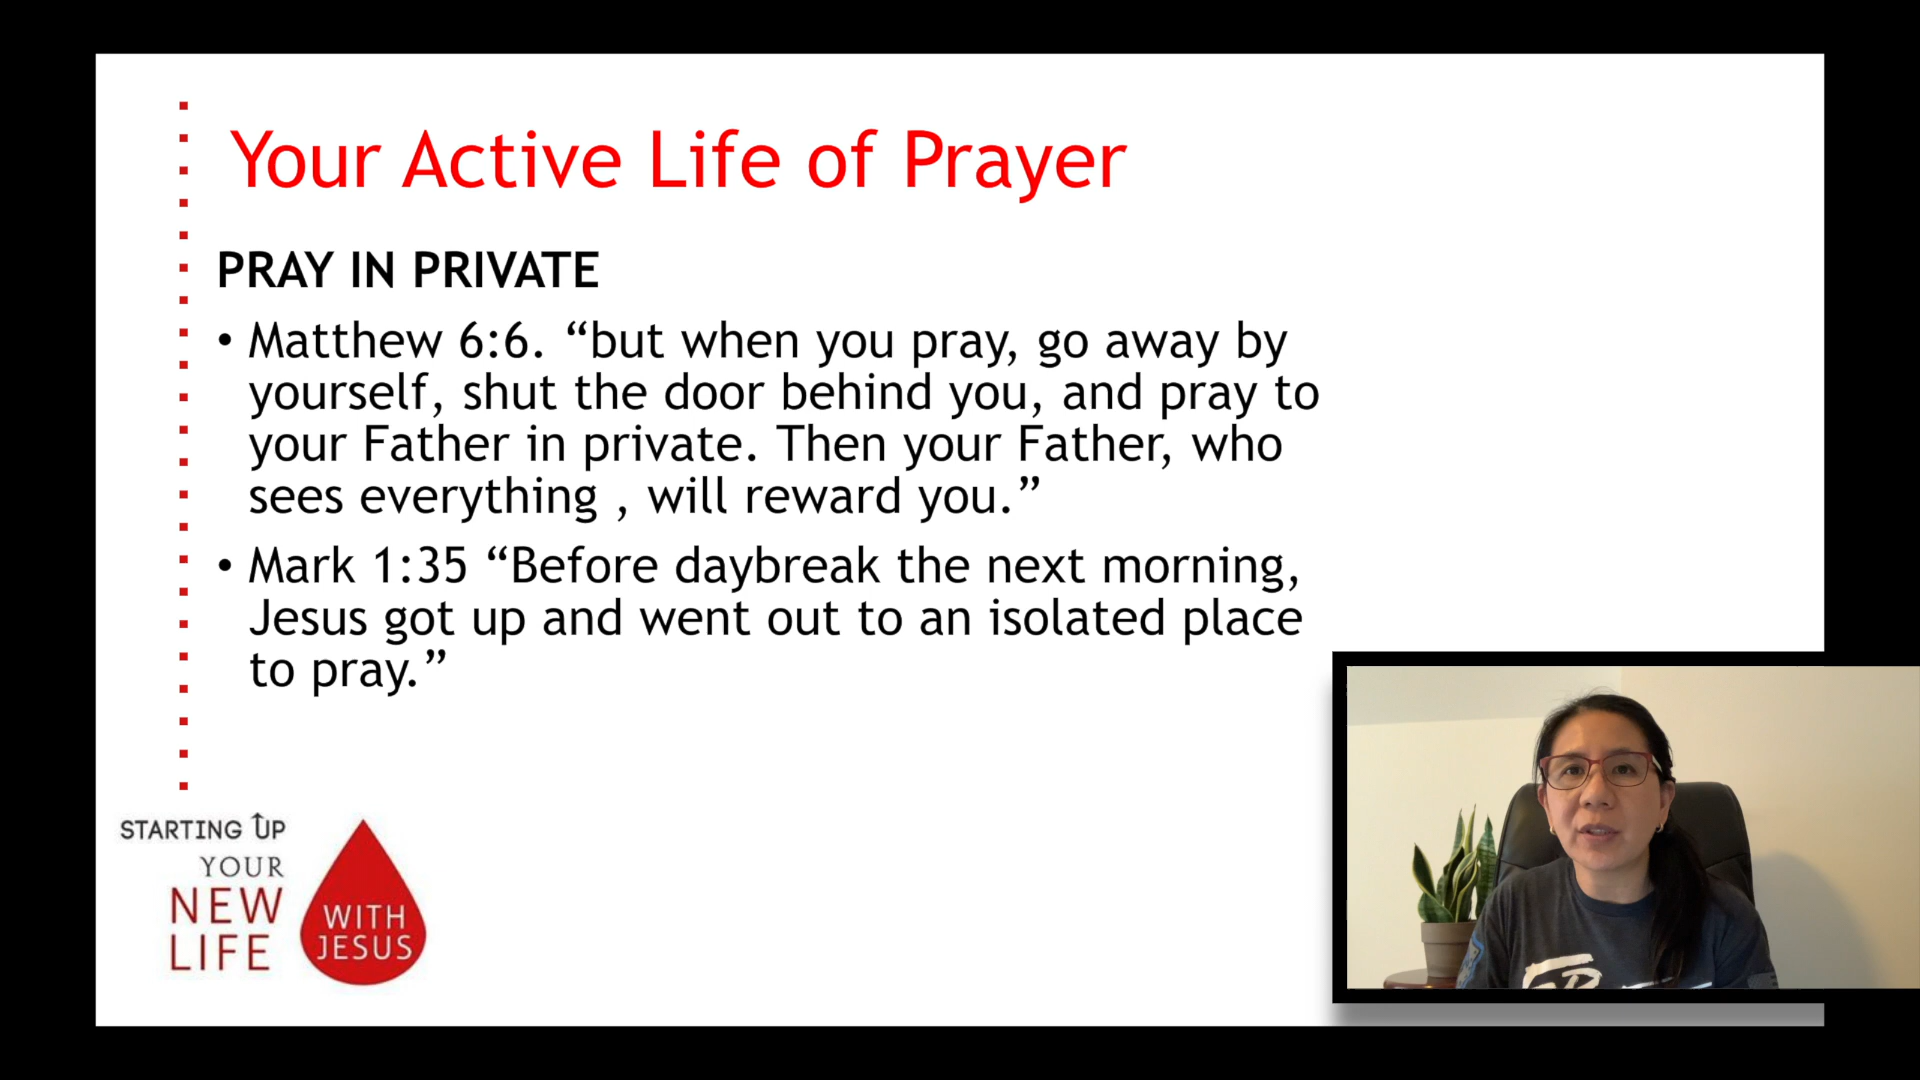 Your Active Life of Prayer
PRAY IN PRIVATE
• Matthew 6:6. “but when you pray, go away by
yourself, shut the door behind you, and pray to
your Father in private. Then your Father, who
sees everything , will reward you.”
• Mark 1:35 “Before daybreak the next morning,
Jesus got up and went out to an isolated place
to pray.”
STARTING UP
YOUR
NEW
LIFE
WITH
JESUS